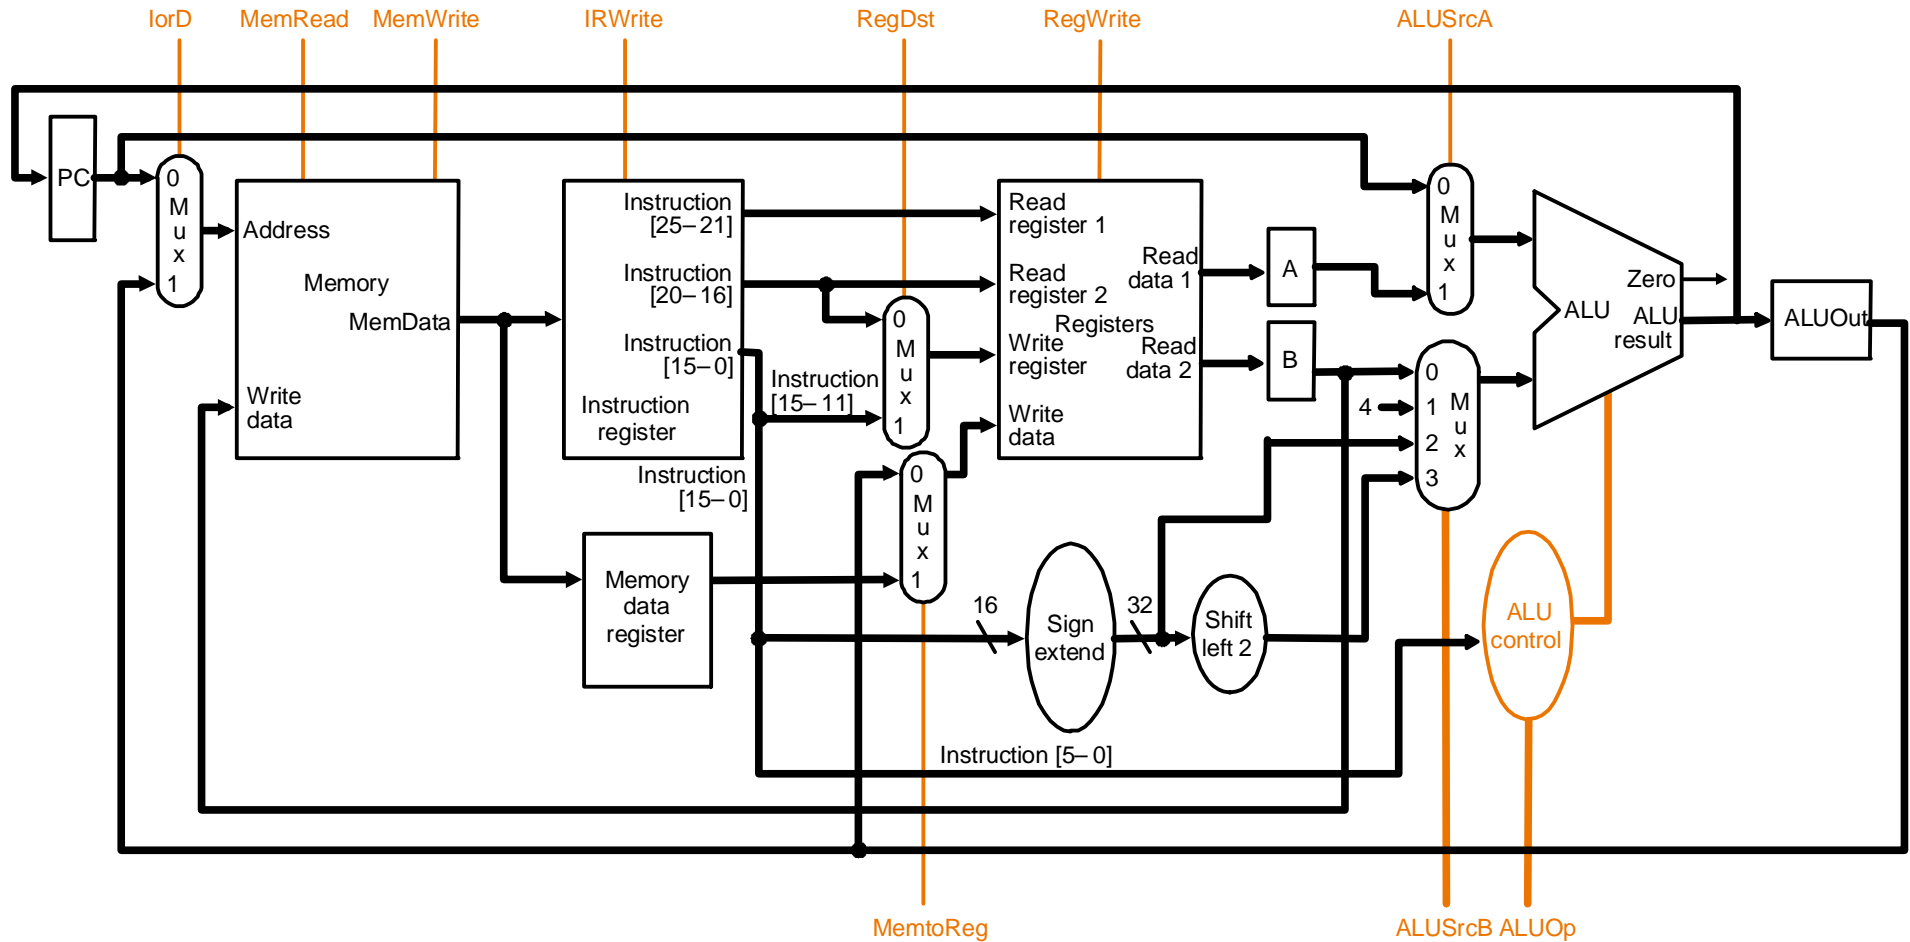 IorD MemRead MemWrite IRWrite RegDst RegWrite ALUSrcA
PC
0
M
u
x
1
Address
Memory
MemData
Write
data
Instruction
[25–21]
Instruction
[20–16]
Instruction
[15–0]
Instruction
register
Instruction
[15–11]
Instruction
[15–0]
Memory
data
register
0
M
u
x
1
0
M
u
x
1
Read
register 1
Read
register 2
Registers
Write
register
Write
data
Read
data 1
Read
data 2
16
Sign
extend
32
Shift
left 2
Instruction [5–0]
A
B
4
0
M
u
x
1
0
1
2
3
M
u
x
Zero
ALU
ALU
result
ALUOut
ALU
control
MemtoReg
ALUSrcB ALUOp